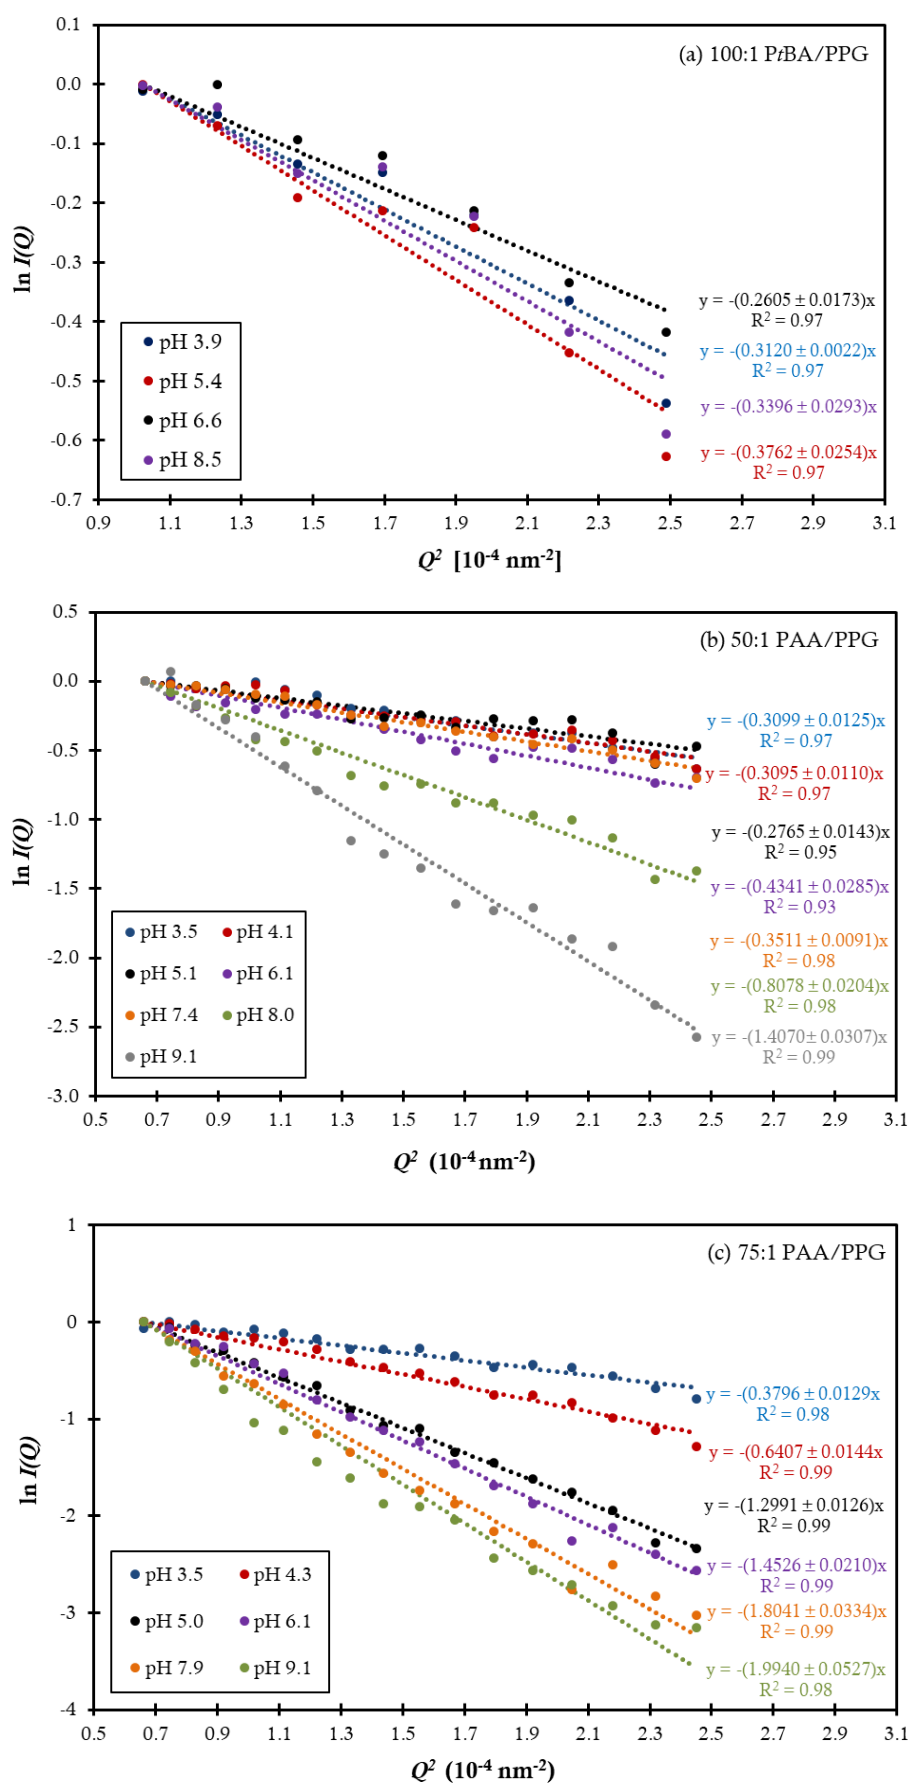 0.1
(a) 100:1 PtBA/PPG
0.0
-0.1
-0.2
-0.3
-0.4
-0.5
-0.6
-0.7
ln I(Q)
y = -(0.2605 ± 0.0173)x
R² = 0.97
y = -(0.3120 ± 0.0022)x
R² = 0.97
y = -(0.3396 ± 0.0293)x
y = -(0.3762 ± 0.0254)x
R² = 0.97
pH 3.9
pH 5.4
pH 6.6
pH 8.5
0.9 1.1 1.3 1.5 1.7 1.9 2.1 2.3 2.5 2.7 2.9 3.1
Q² [10⁻⁴ nm⁻²]
0.5
(b) 50:1 PAA/PPG
0.0
-0.5
-1.0
-1.5
-2.0
-2.5
-3.0
ln I(Q)
y = -(0.3099 ± 0.0125)x
R² = 0.97
y = -(0.3095 ± 0.0110)x
R² = 0.97
y = -(0.2765 ± 0.0143)x
R² = 0.95
y = -(0.4341 ± 0.0285)x
R² = 0.93
y = -(0.3511 ± 0.0091)x
R² = 0.98
y = -(0.8078 ± 0.0204)x
R² = 0.98
y = -(1.4070± 0.0307)x
R² = 0.99
pH 3.5 pH 4.1
pH 5.1 pH 6.1
pH 7.4 pH 8.0
pH 9.1
0.5 0.7 0.9 1.1 1.3 1.5 1.7 1.9 2.1 2.3 2.5 2.7 2.9 3.1
Q² (10⁻⁴ nm⁻²)
1
(c) 75:1 PAA/PPG
0
-1
-2
-3
-4
ln I(Q)
y = -(0.3796 ± 0.0129x
R² = 0.98
y = -(0.6407 ± 0.0144x
R² = 0.99
y = -(1.2991 ± 0.0126)x
R² = 0.99
y = -(1.4526 ± 0.0210)x
R² = 0.99
y = -(1.8041 ± 0.0334)x
R² = 0.99
y = -(1.9940 ± 0.0527)x
R² = 0.98
pH 3.5 pH 4.3
pH 5.0 pH 6.1
pH 7.9 pH 9.1
0.5 0.7 0.9 1.1 1.3 1.5 1.7 1.9 2.1 2.3 2.5 2.7 2.9 3.1
Q² (10⁻⁴ nm⁻²)